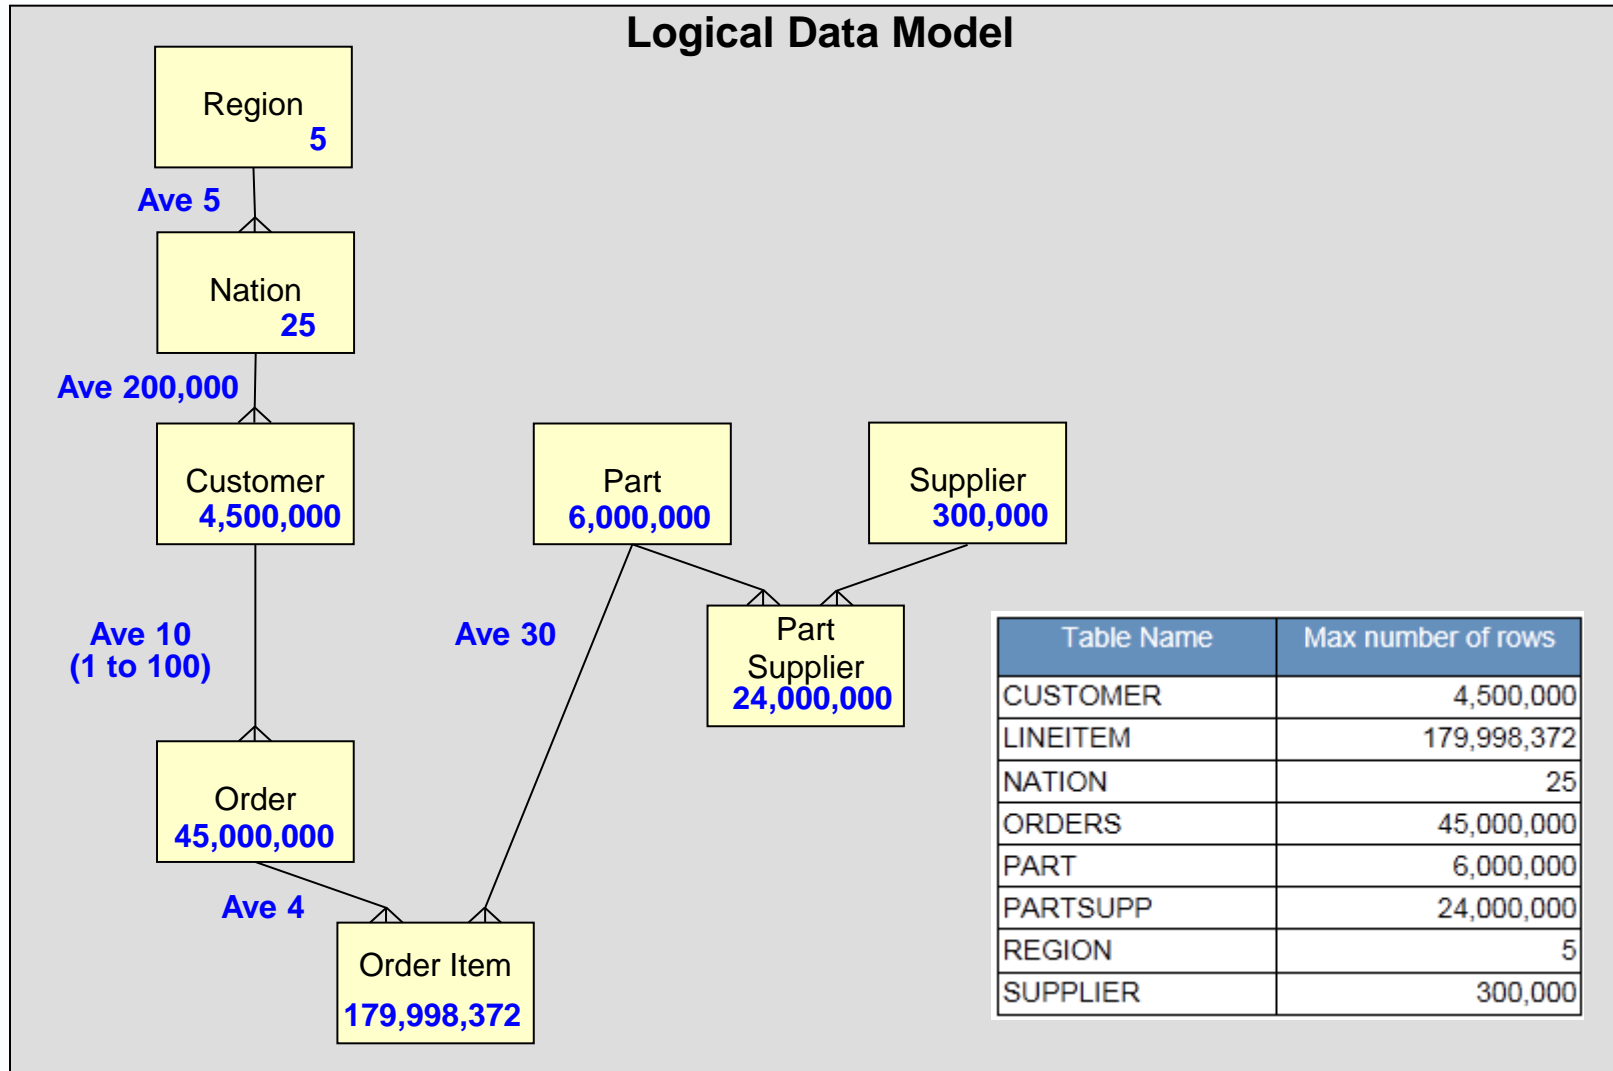 Logical Data Model
Region
5
Ave 5
Nation
25
Ave 200,000
Customer
4,500,000
Part
6,000,000
Supplier
300,000
Ave 10
(1 to 100)
Ave 30
Part
Supplier
24,000,000
Order
45,000,000
Ave 4
Order Item
179,998,372
Table Name Max number of rows
CUSTOMER 4,500,000
LINEITEM 179,998,372
NATION 25
ORDERS 45,000,000
PART 6,000,000
PARTSUPP 24,000,000
REGION 5
SUPPLIER 300,000